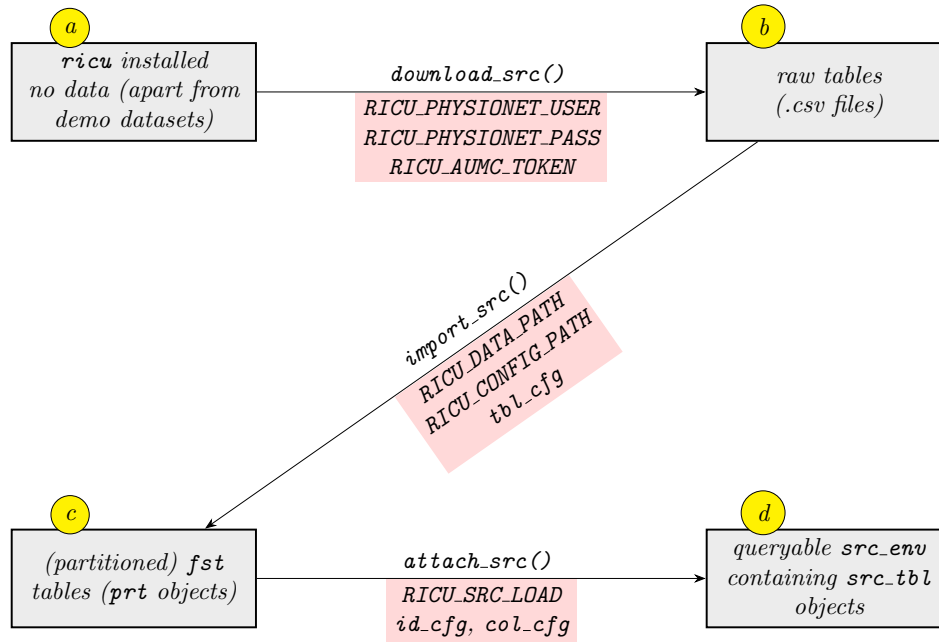 a
ricu installed
no data (apart from
demo datasets)
download_src()
RICU_PHYSIONET_USER
RICU_PHYSIONET_PASS
RICU_AUMC_TOKEN
b
raw tables
(.csv files)
import_src()
RICU_DATA_PATH
RICU_CONFIG_PATH
tbl_cfg
c
(partitioned) fst
tables (prt objects)
attach_src()
RICU_SRC_LOAD
id_cfg, col_cfg
d
queryable src_env
containing src_tbl
objects